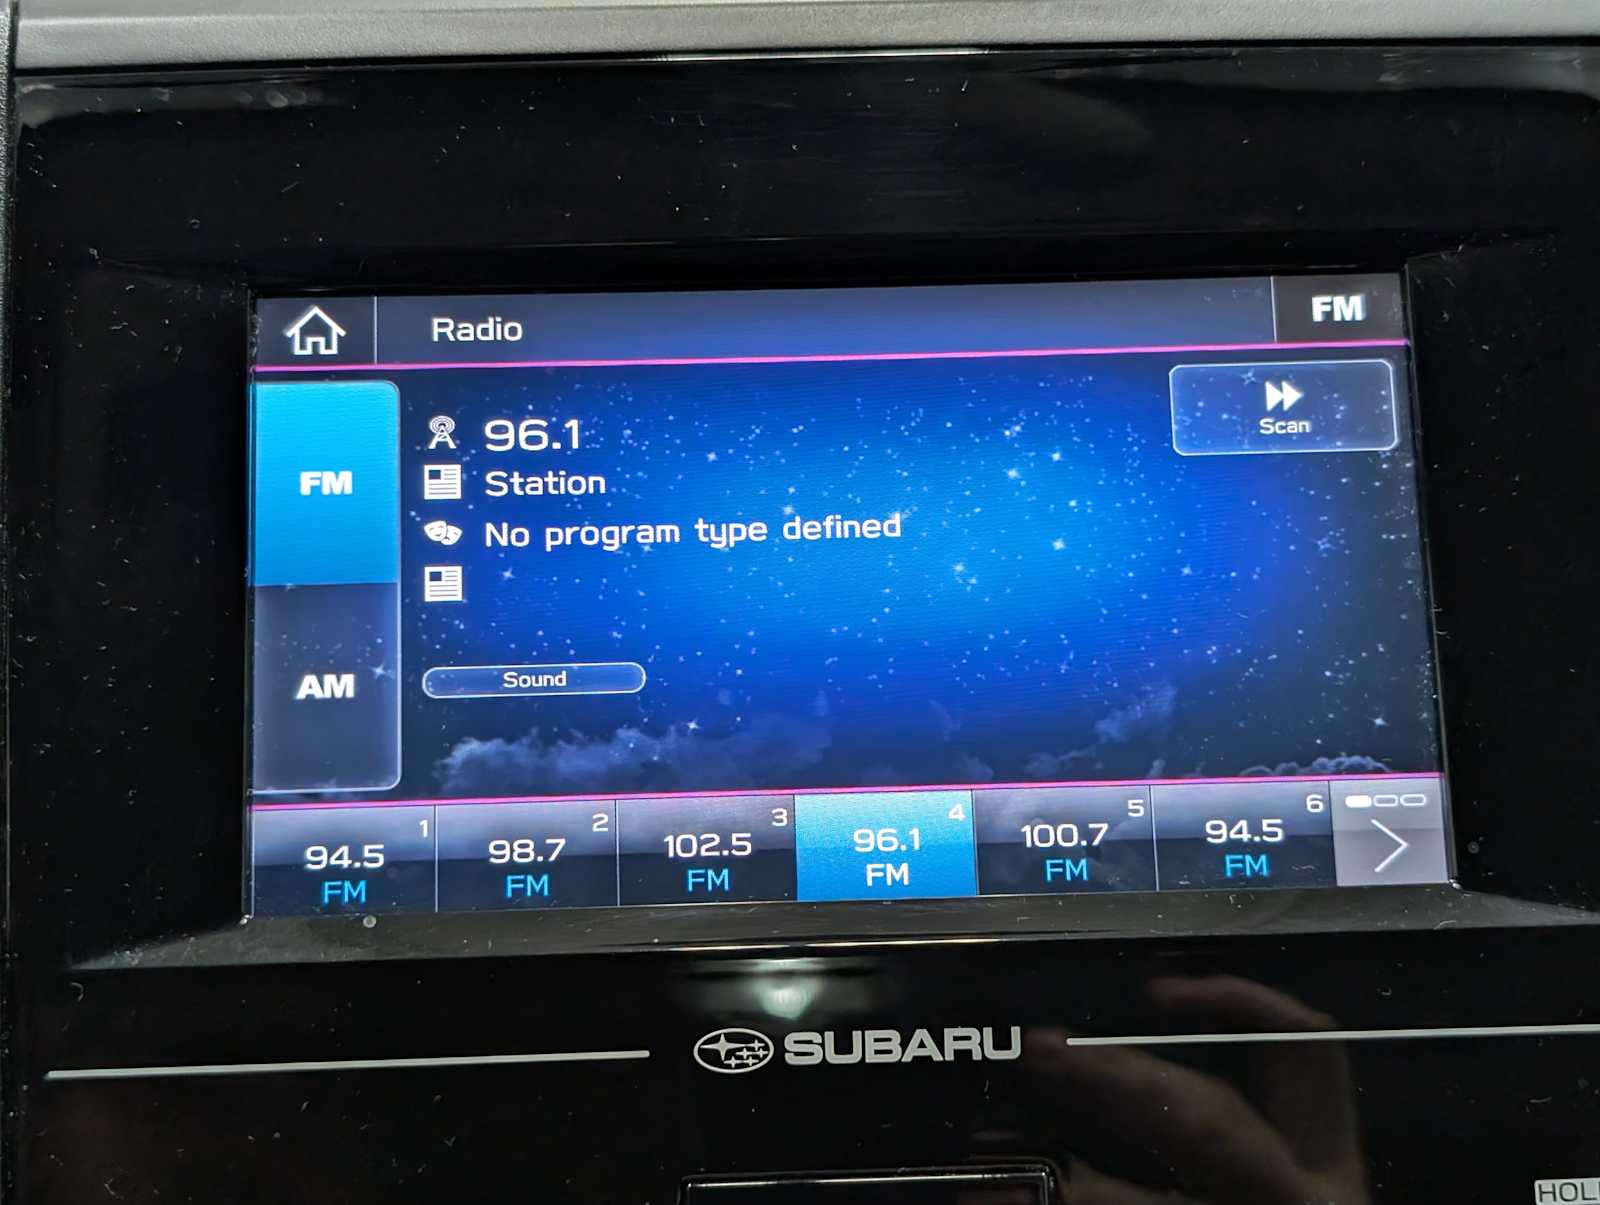 Radio
FM
Scan
FM
96.1
Station
No program type defined
AM
Sound
1
94.5
FM
2
98.7
FM
3
102.5
FM
4
96.1
FM
5
100.7
FM
6
94.5
FM
SUBARU